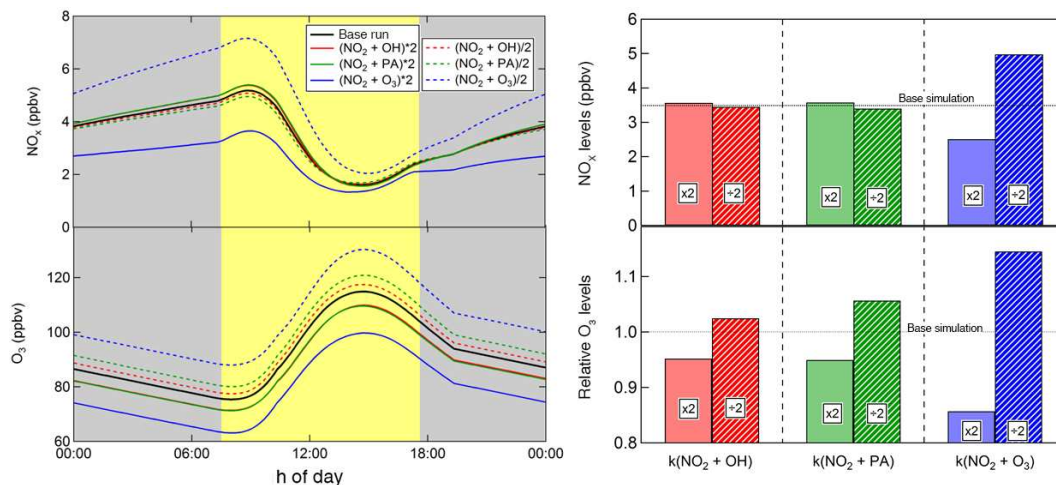 8
6
4
2
0
NOₓ (ppbv)
Base run
(NO₂ + OH)*2
(NO₂ + PA)*2
(NO₂ + O₃)*2
(NO₂ + OH)/2
(NO₂ + PA)/2
(NO₂ + O₃)/2
120
100
80
60
O₃ (ppbv)
00:00 06:00 12:00 18:00 00:00
h of day
6
5
4
3
2
1
0
NOₓ levels (ppbv)
Base simulation
x2 ÷2 x2 ÷2 x2 ÷2
1.1
1.0
0.9
0.8
Relative O₃ levels
Base simulation
x2 ÷2 x2 ÷2 x2 ÷2
k(NO₂ + OH) k(NO₂ + PA) k(NO₂ + O₃)